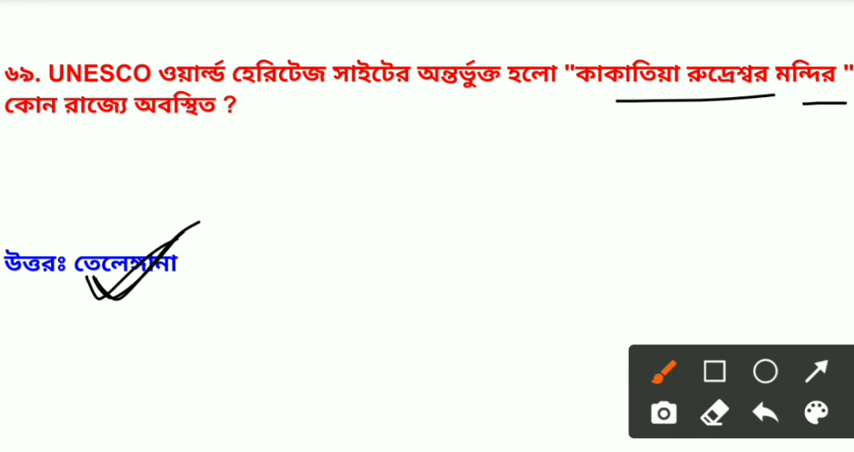 ৬৯. UNESCO ওয়ার্ল্ড হেরিটেজ সাইটের অন্তর্ভুক্ত হলো "কাকাতিয়া রুদ্রেশ্বর মন্দির "
কোন রাজ্যে অবস্থিত ?
উত্তরঃ তেলেঙ্গানা